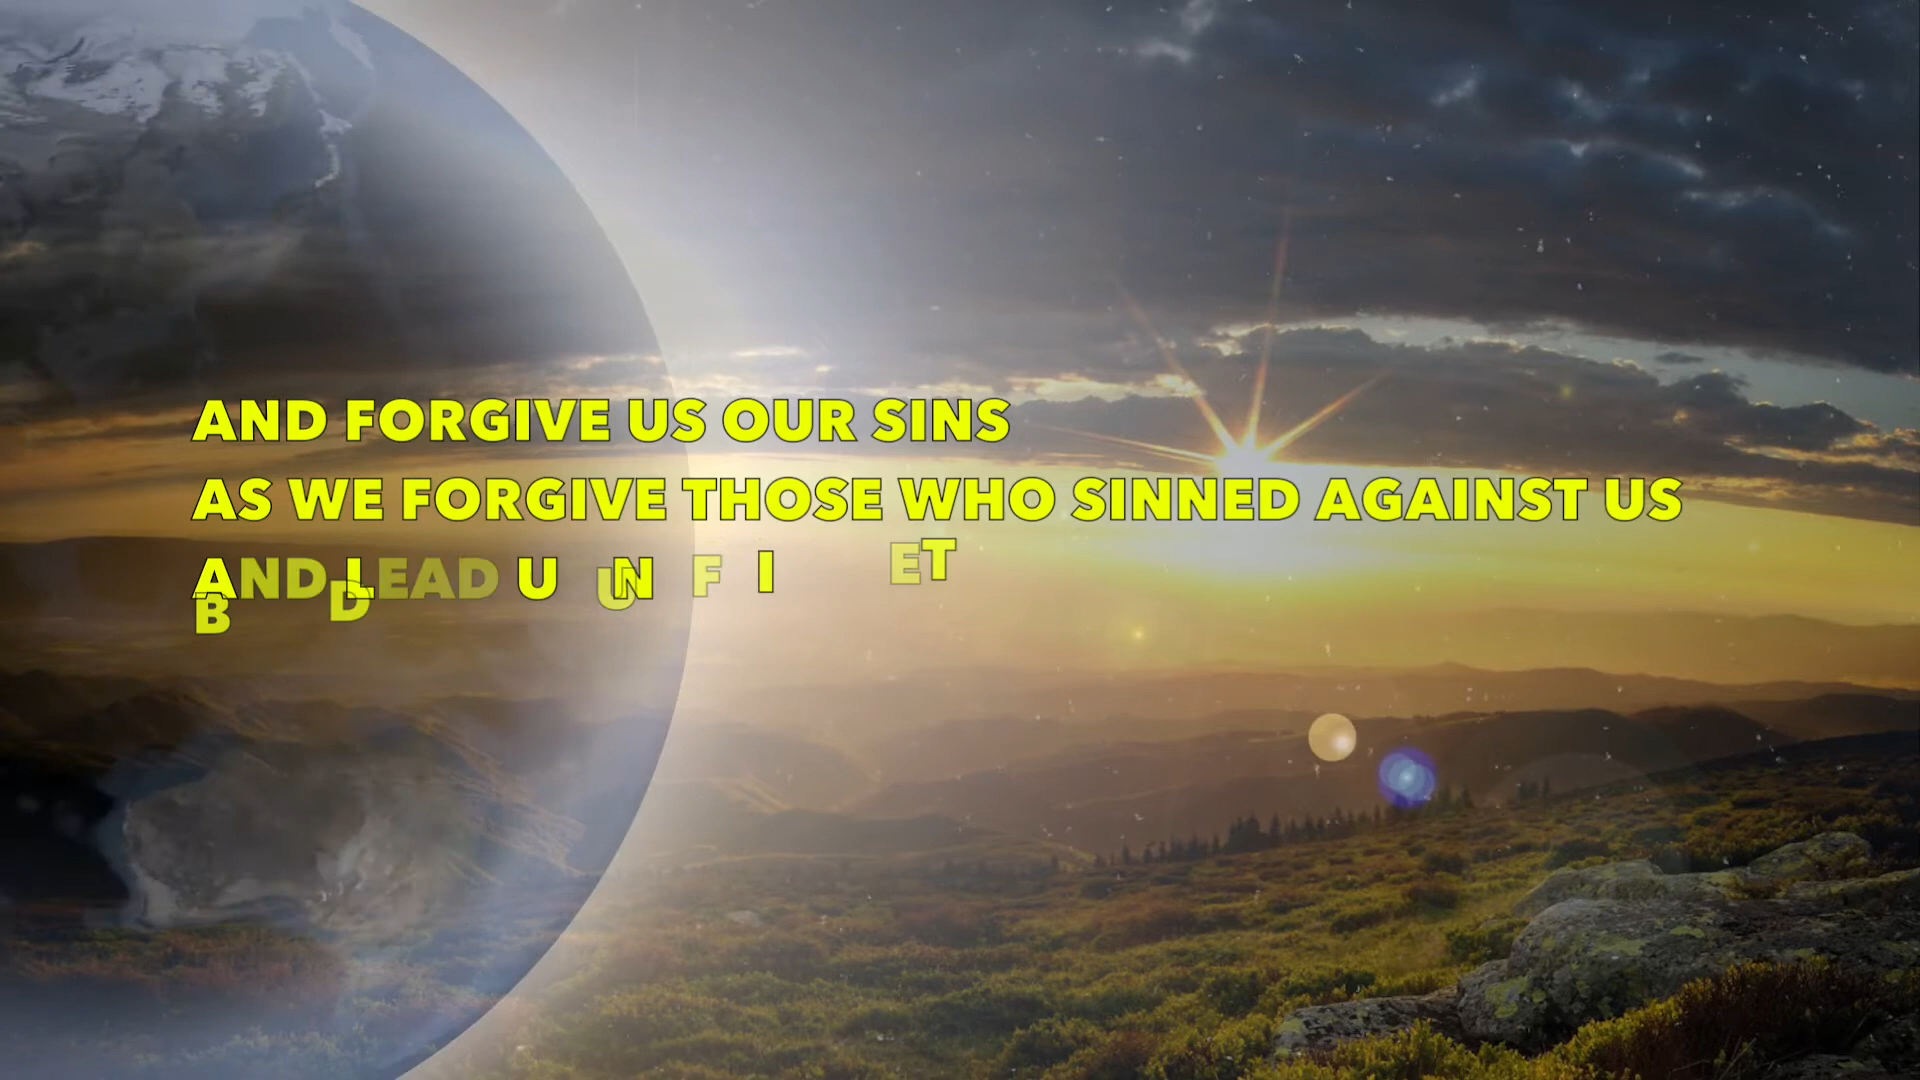 AND FORGIVE US OUR SINS
AS WE FORGIVE THOSE WHO SINNED AGAINST US
AND LEAD U